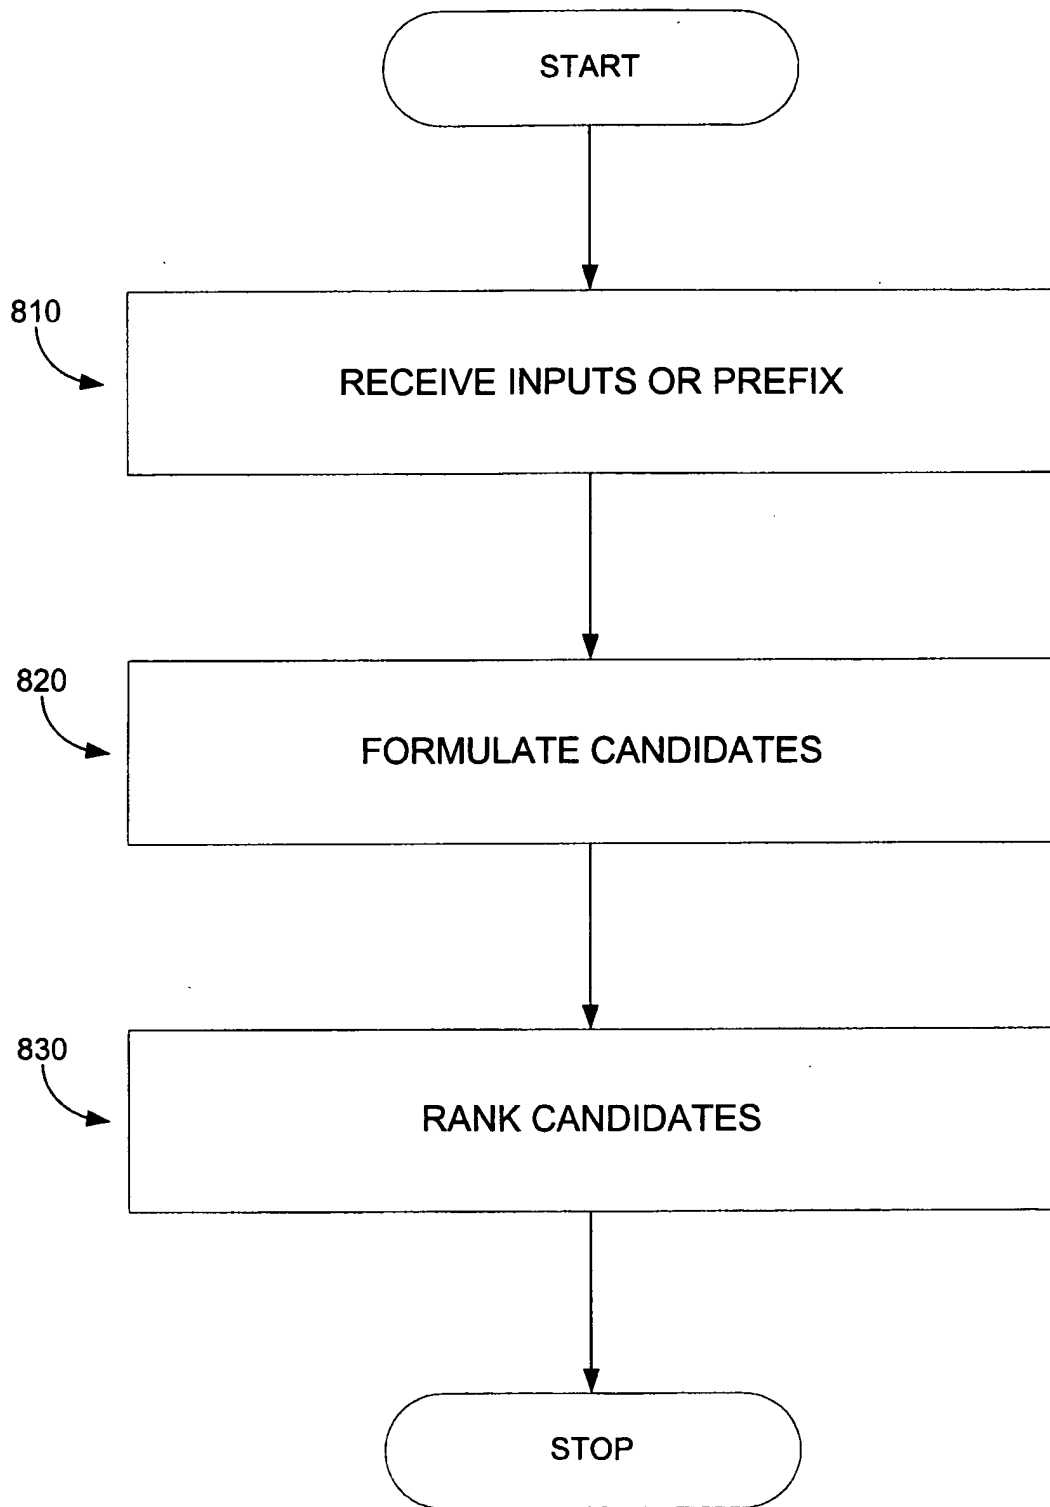 START
810
RECEIVE INPUTS OR PREFIX
820
FORMULATE CANDIDATES
830
RANK CANDIDATES
STOP